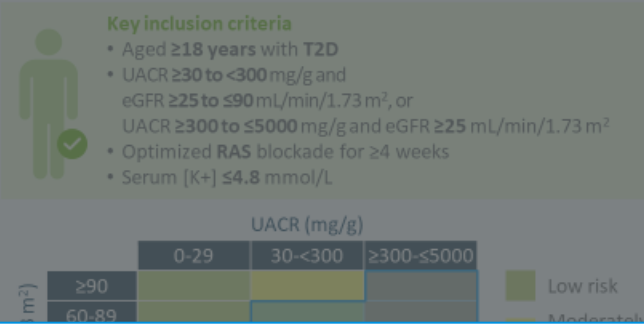 Key inclusion criteria
• Aged ≥18 years with T2D
• UACR ≥30 to <300 mg/g and
eGFR ≥25 to ≤90 mL/min/1.73 m², or
UACR ≥300 to ≤5000 mg/g and eGFR ≥25 mL/min/1.73 m²
• Optimized RAS blockade for ≥4 weeks
• Serum [K+] ≤4.8 mmol/L
UACR (mg/g)
0-29 30-<300 ≥300-≤5000
≥90 Low risk
60-89 Moderately
m²)